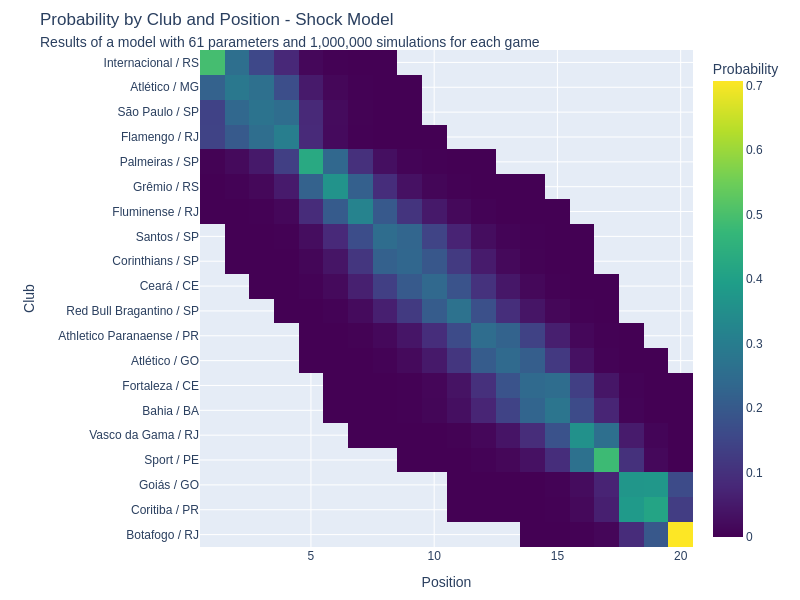 Probability by Club and Position - Shock Model
Results of a model with 61 parameters and 1,000,000 simulations for each game
Probability
Club
Internacional / RS
Atlético / MG
São Paulo / SP
Flamengo / RJ
Palmeiras / SP
Grêmio / RS
Fluminense / RJ
Santos / SP
Corinthians / SP
Ceará / CE
Red Bull Bragantino / SP
Athletico Paranaense / PR
Atlético / GO
Fortaleza / CE
Bahia / BA
Vasco da Gama / RJ
Sport / PE
Goiás / GO
Coritiba / PR
Botafogo / RJ
0.7
0.6
0.5
0.4
0.3
0.2
0.1
0
5 10 15 20
Position